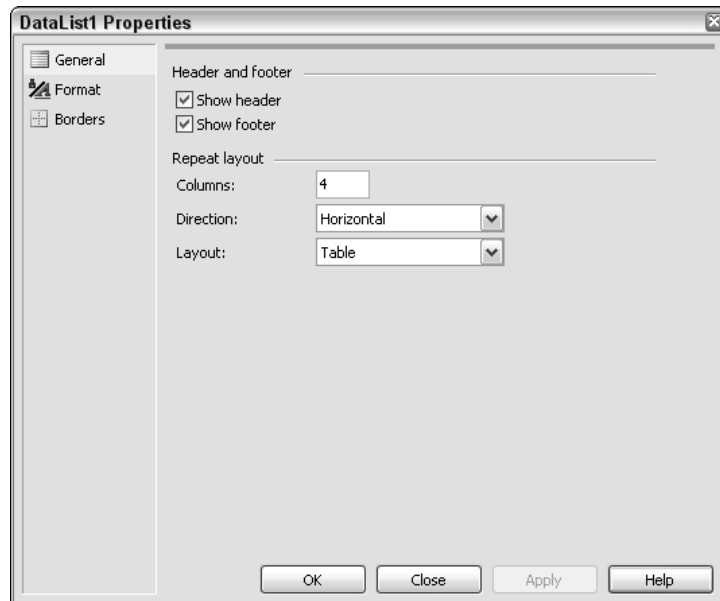 DataList1 Properties
General
Format
Borders
Header and footer
Show header
Show footer
Repeat layout
Columns: 4
Direction: Horizontal
Layout: Table
OK Close Apply Help